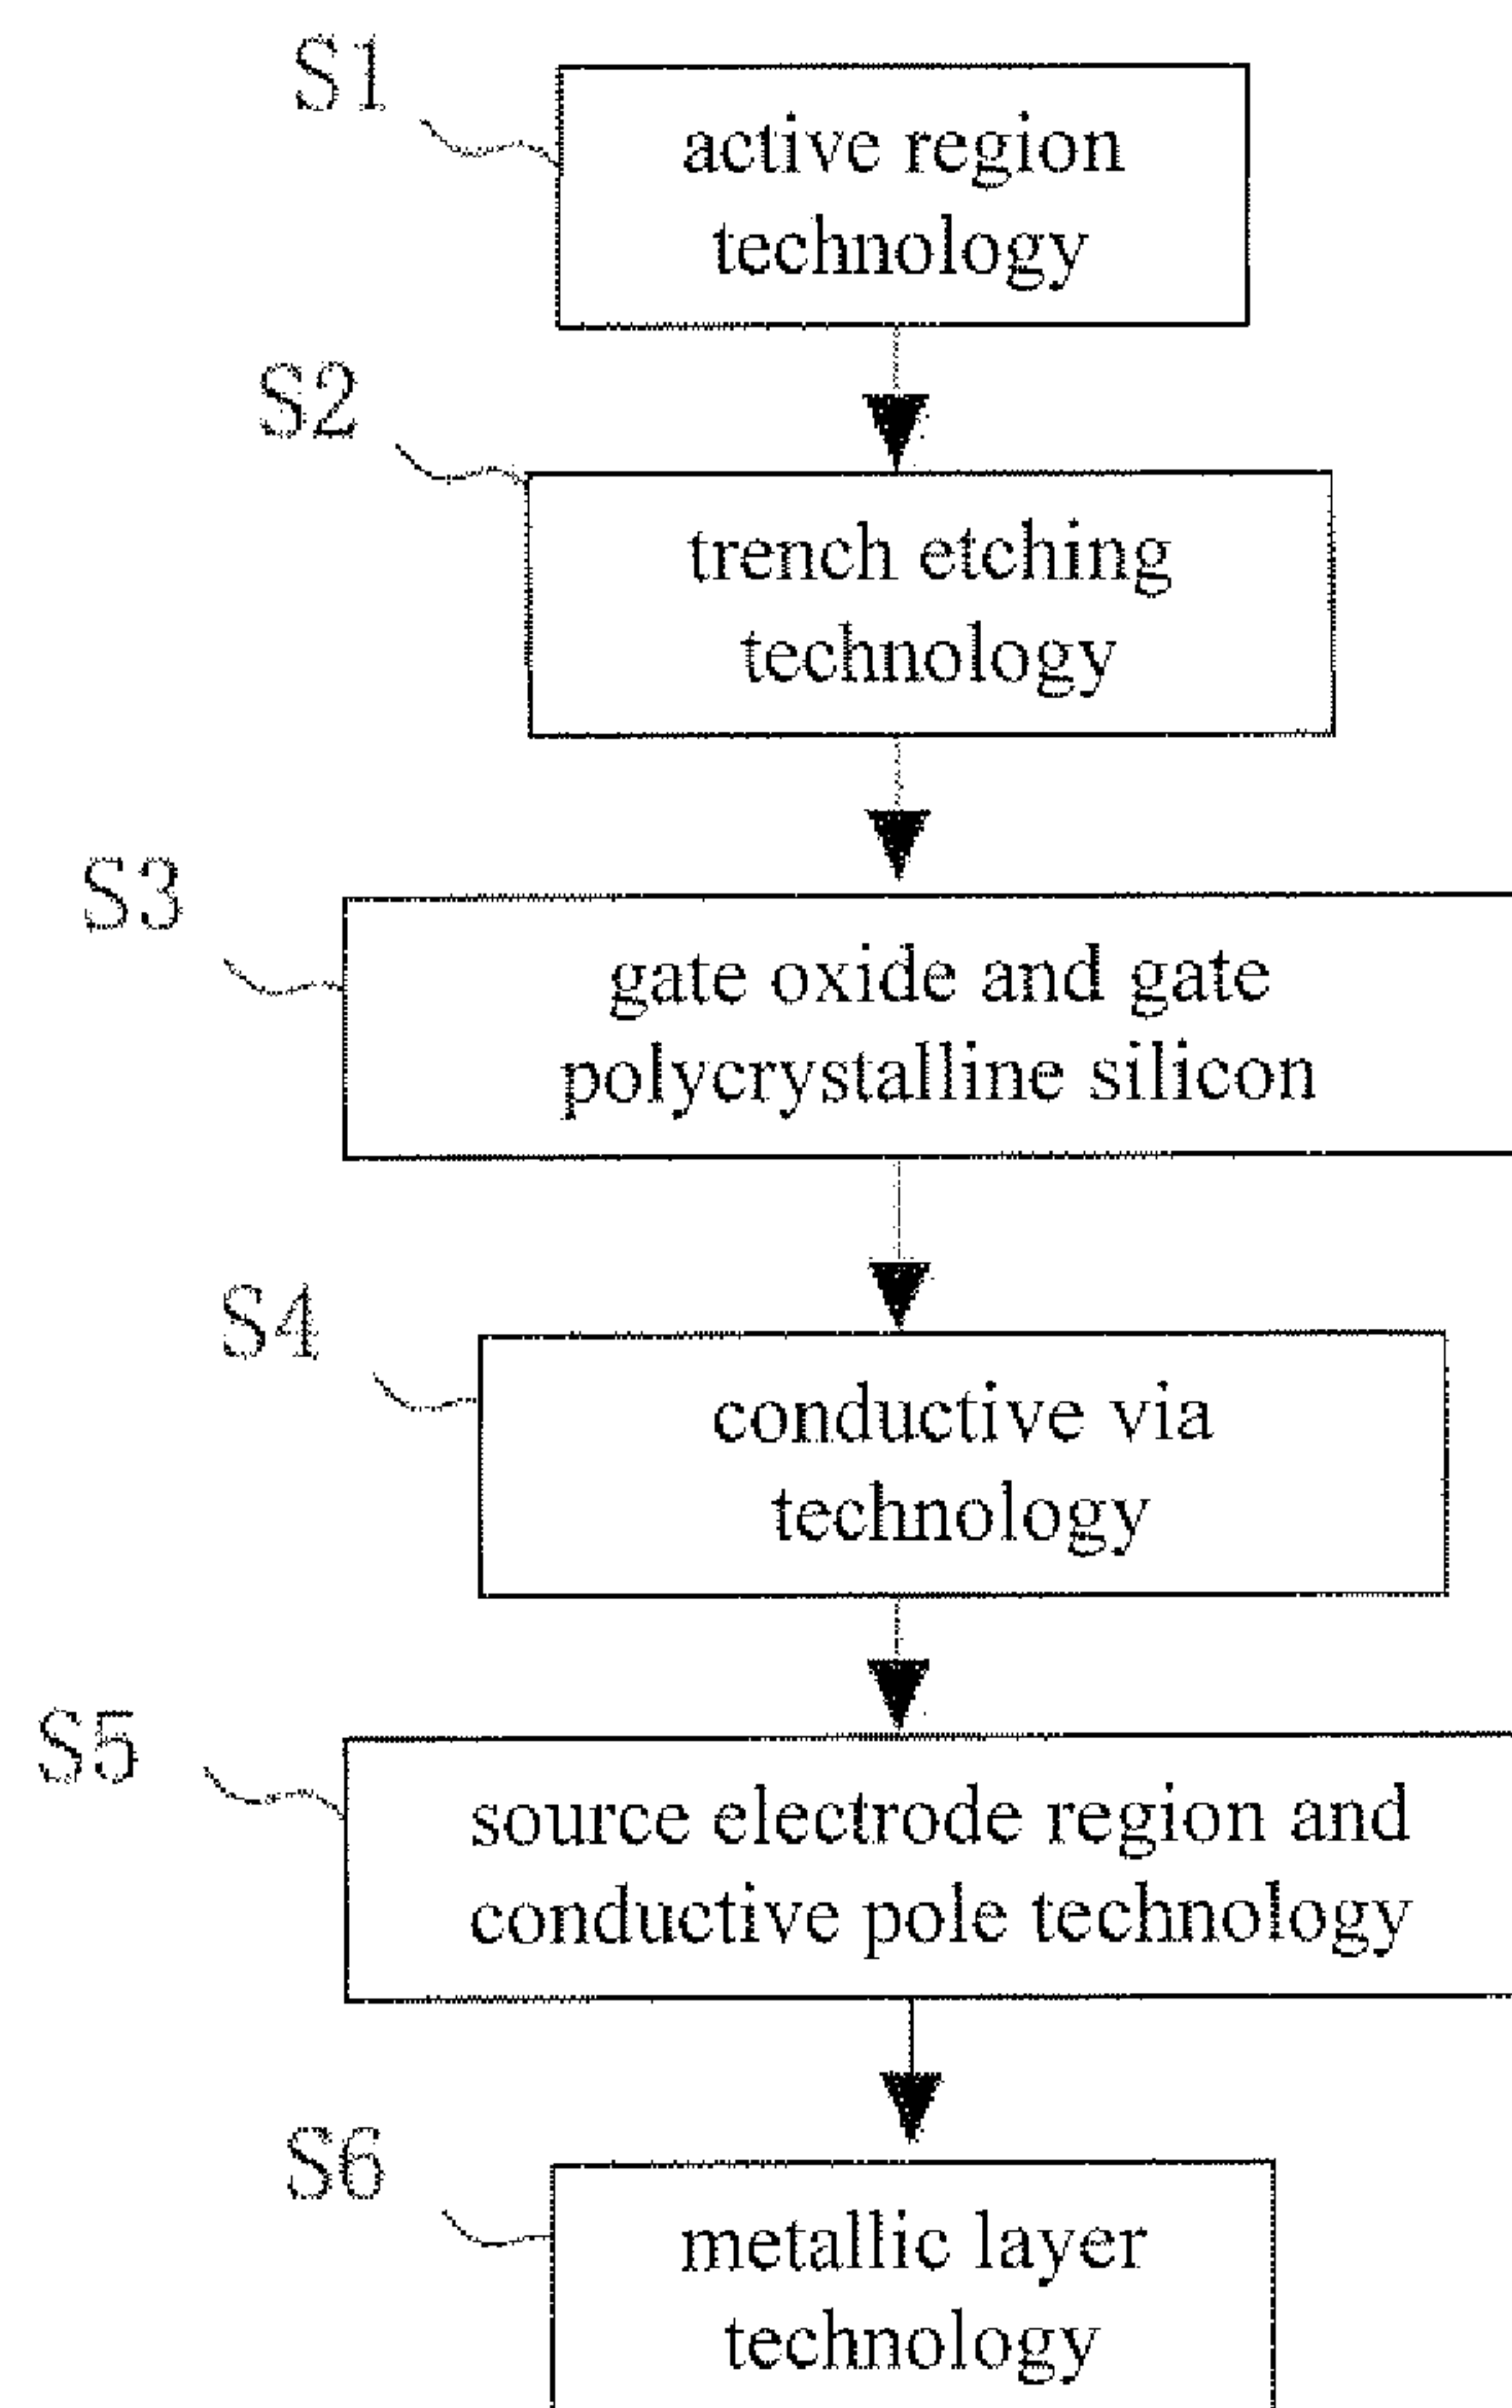 S1
active region
technology
S2
trench etching
technology
S3
gate oxide and gate
polycrystalline silicon
S4
conductive via
technology
S5
source electrode region and
conductive pole technology
S6
metallic layer
technology